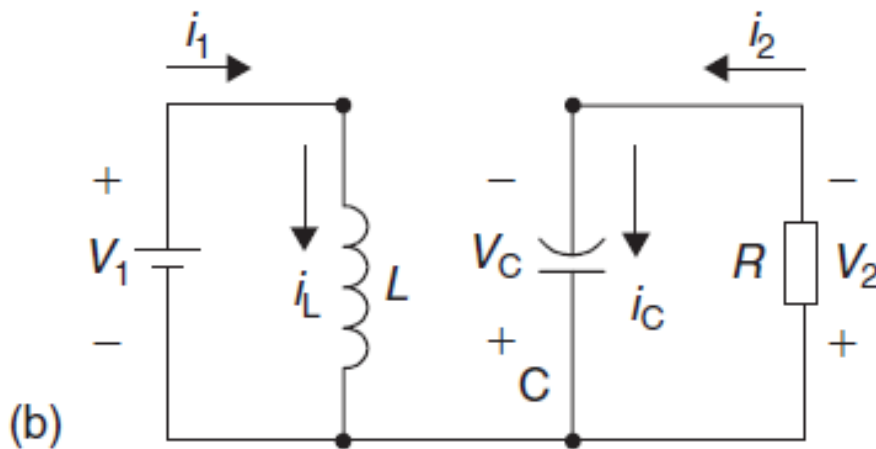 i1 i2
+ − −
V1 iL L VC iC R V2
− + +
C
(b)